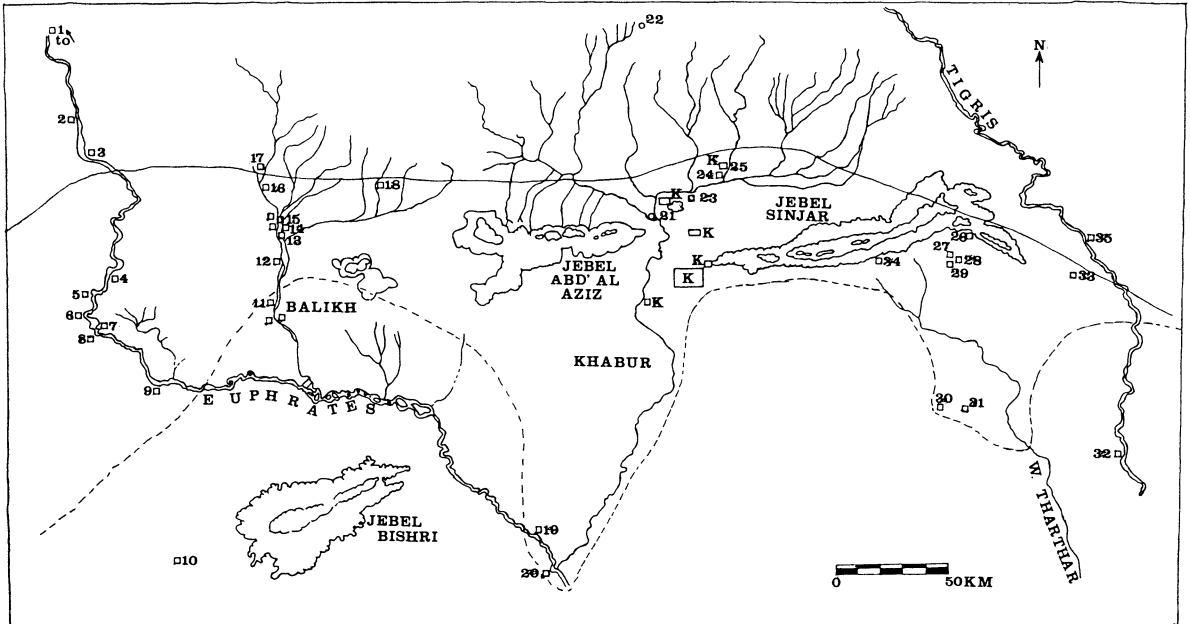 1
to
22
N
TIGRIS
2
3
17
16
18
K
25
24
K
23
21
15
14
13
12
JEBEL
SINJAR
K
26
27
28
29
35
33
34
K
K
K
JEBEL
ABD' AL
AZIZ
4
5
6
7
8
11
BALIKH
KHABUR
9
EUPHRATES
30
31
32
W. THARTHAR
JEBEL
BISHRI
10
19
20
0 50KM